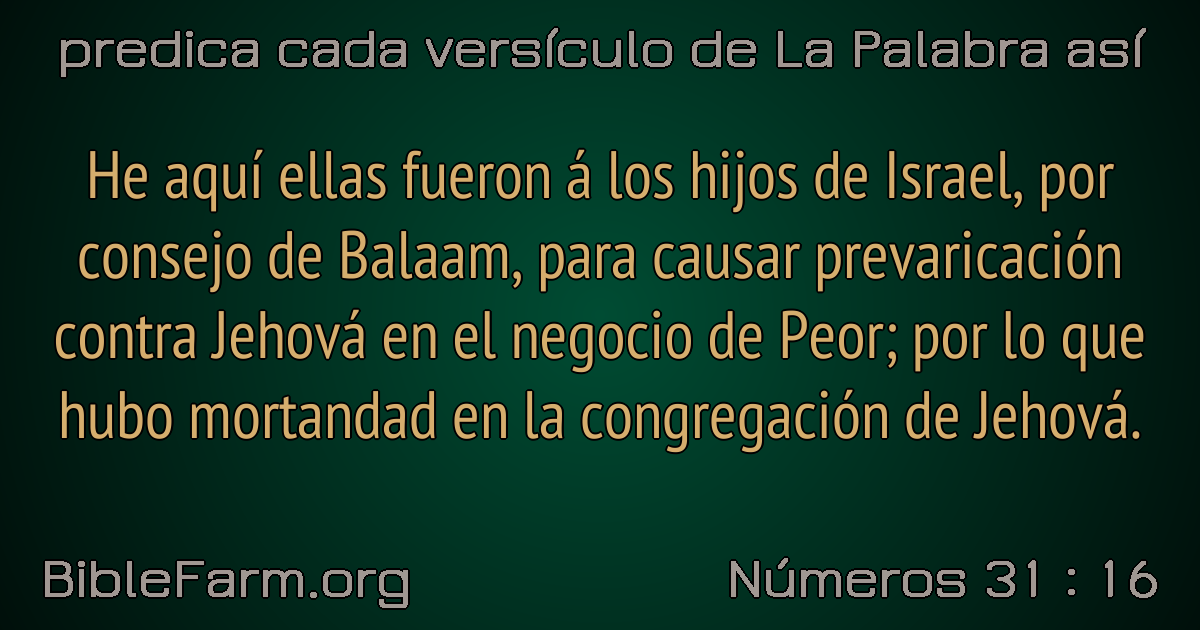 predica cada versículo de La Palabra así
He aquí ellas fueron á los hijos de Israel, por
consejo de Balaam, para causar prevaricación
contra Jehová en el negocio de Peor; por lo que
hubo mortandad en la congregación de Jehová.
BibleFarm.org
Números 31 : 16